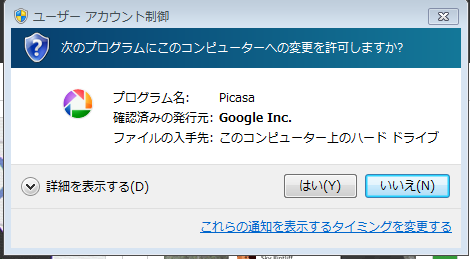 ユーザー アカウント制御
次のプログラムにこのコンピューターへの変更を許可しますか?
プログラム名: Picasa
確認済みの発行元: Google Inc.
ファイルの入手先: このコンピューター上のハード ドライブ
詳細を表示する(D)
はい(Y)
いいえ(N)
これらの通知を表示するタイミングを変更する